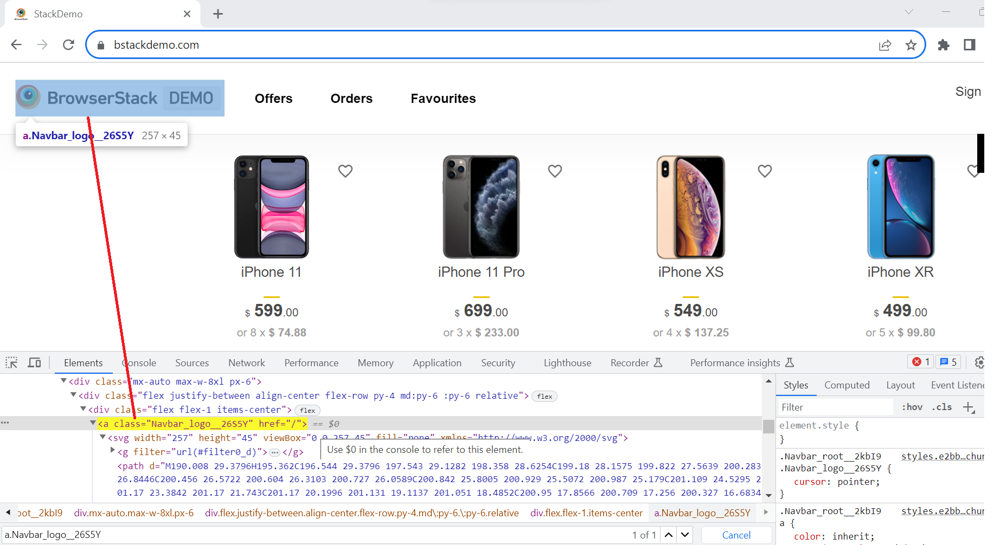 StackDemo
bstackdemo.com
BrowserStack DEMO
Offers
Orders
Favourites
Sign
a.Navbar_logo__26S5Y 257 × 45
iPhone 11
iPhone 11 Pro
iPhone XS
iPhone XR
$ 599.00
$ 699.00
$ 549.00
$ 499.00
or 8 x $ 74.88
or 3 x $ 233.00
or 4 x $ 137.25
or 5 x $ 99.80
Elements Console Sources Network Performance Memory Application Security Lighthouse Recorder Performance insights 1 5
<div class="mx-auto max-w-8xl px-6">
<div class="flex justify-between align-center flex-row py-4 md:py-6 :py-6 relative"> flex
<div class="flex flex-1 items-center"> flex
<a class="Navbar_logo__26S5Y" href="/"> == $0
<svg width="257" height="45" viewBox="0 0 257 45" fill="none" xmlns="http://www.w3.org/2000/svg">
<g filter="url(#filter0_d)">…</g>
Use $0 in the console to refer to this element.
<path d="M190.008 29.3796H195.362C196.544 29.3796 197.543 29.1282 198.358 28.6254C199.18 28.1575 199.822 27.5639 200.283
26.8446C200.456 26.5722 200.604 26.3103 200.727 26.0589C200.842 25.8005 200.929 25.5072 200.987 25.179C201.109 24.5295 2
01.17 23.3842 201.17 21.743C201.17 20.1996 201.131 19.1137 201.051 18.4852C200.95 17.8566 200.709 17.256 200.327 16.6834
Styles Computed Layout Event Listene
Filter :hov .cls
element.style {
}
.Navbar_root__2kbI9 styles.e2bb…chur
.Navbar_logo__26S5Y {
cursor: pointer;
}
.Navbar_root__2kbI9 styles.e2bb…chur
a {
color: inherit;
oot__2kbI9 div.mx-auto.max-w-8xl.px-6 div.flex.justify-between.align-center.flex-row.py-4.md\:py-6.\:py-6.relative div.flex.flex-1.items-center a.Navbar_logo__26S5Y
a.Navbar_logo__26S5Y 1 of 1 Cancel